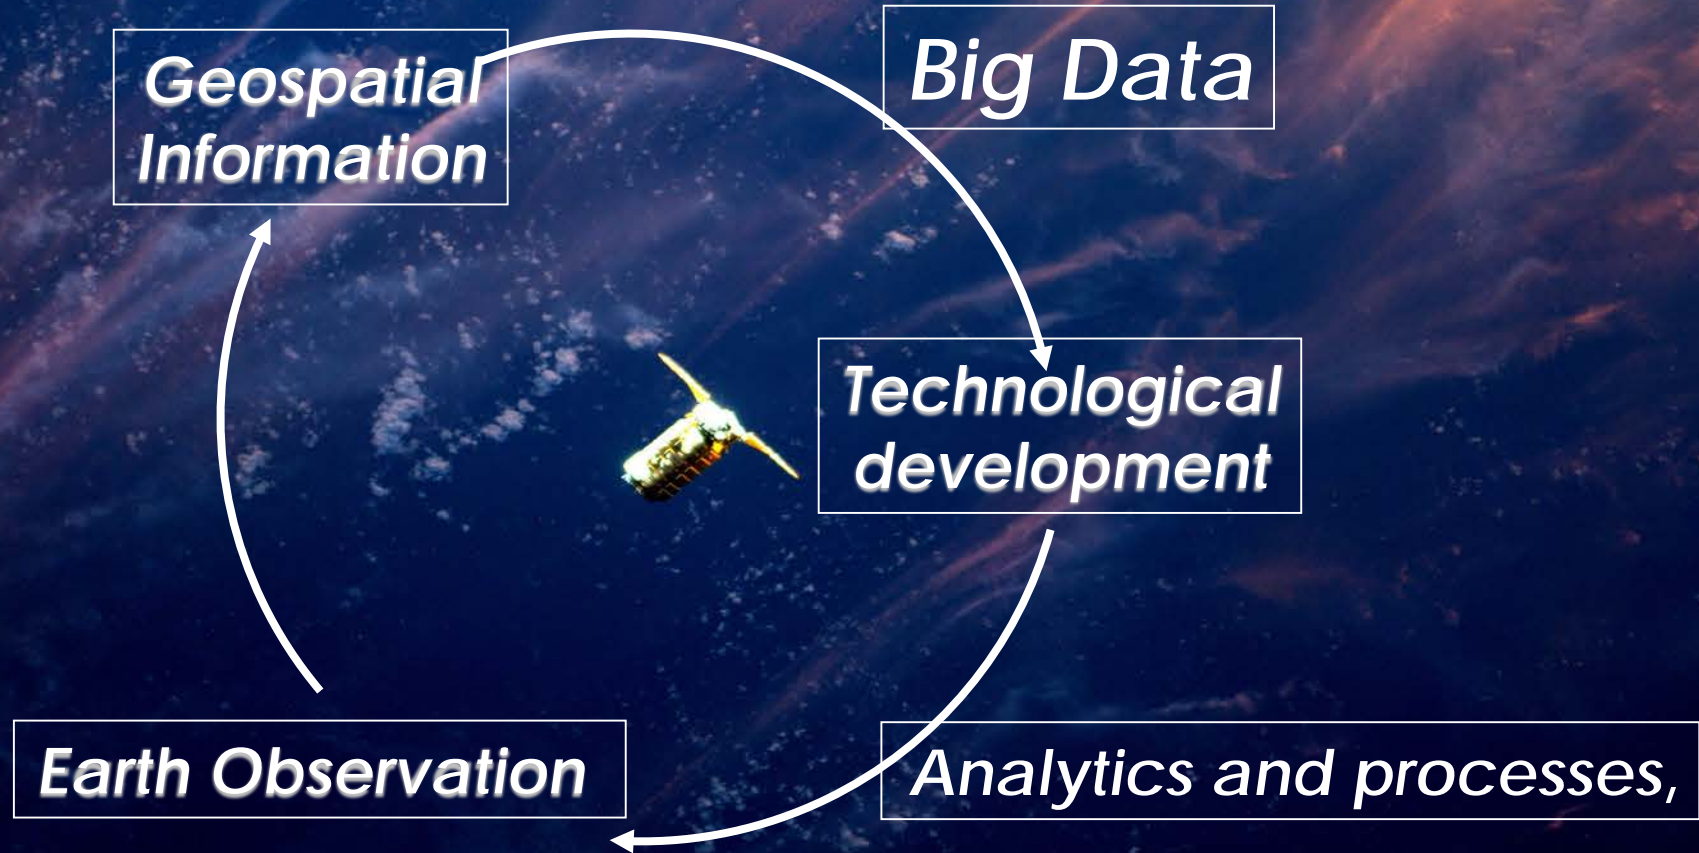 Geospatial
Information
Big Data
Technological
development
Earth Observation
Analytics and processes,